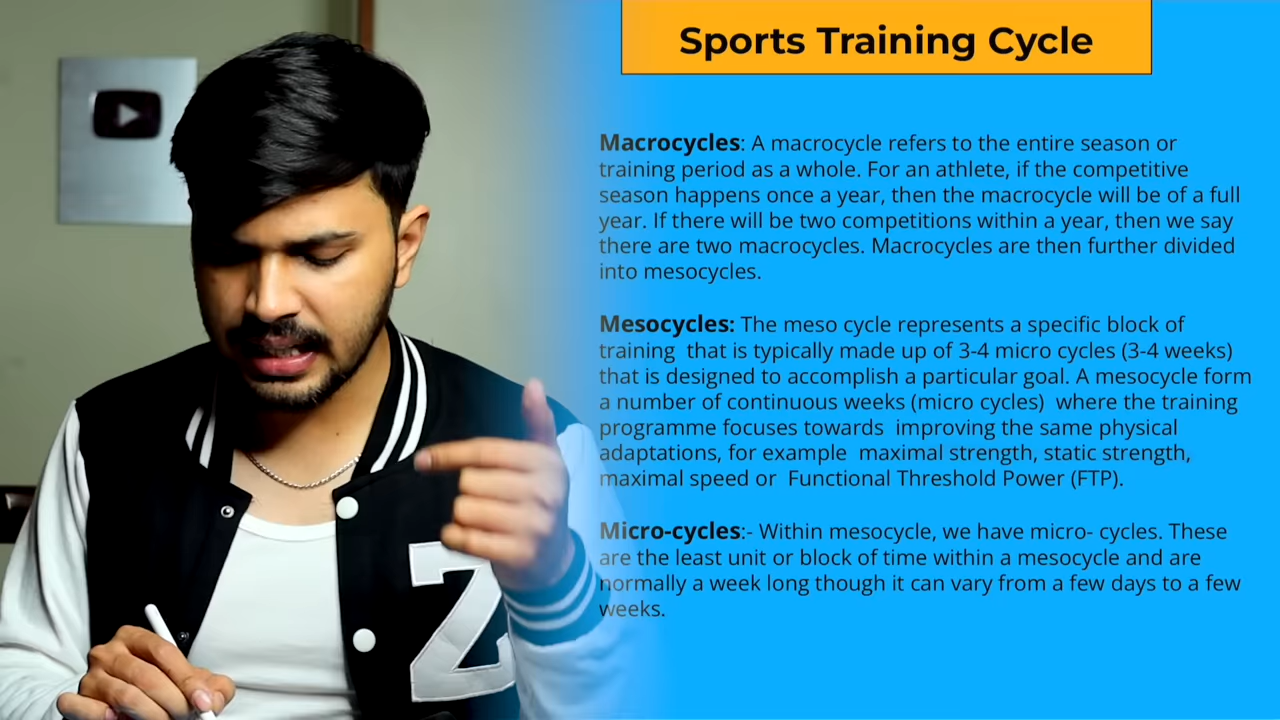 Sports Training Cycle
Macrocycles: A macrocycle refers to the entire season or
training period as a whole. For an athlete, if the competitive
season happens once a year, then the macrocycle will be of a full
year. If there will be two competitions within a year, then we say
there are two macrocycles. Macrocycles are then further divided
into mesocycles.
Mesocycles: The meso cycle represents a specific block of
training that is typically made up of 3-4 micro cycles (3-4 weeks)
that is designed to accomplish a particular goal. A mesocycle form
a number of continuous weeks (micro cycles) where the training
programme focuses towards improving the same physical
adaptations, for example maximal strength, static strength,
maximal speed or Functional Threshold Power (FTP).
Micro-cycles:- Within mesocycle, we have micro- cycles. These
are the least unit or block of time within a mesocycle and are
normally a week long though it can vary from a few days to a few
weeks.
Z